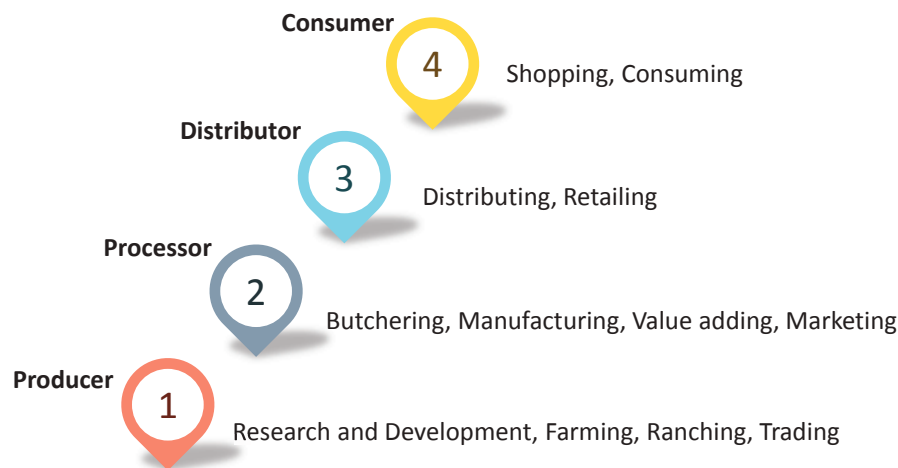 Consumer
4
Shopping, Consuming
Distributor
3
Distributing, Retailing
Processor
2
Butchering, Manufacturing, Value adding, Marketing
Producer
1
Research and Development, Farming, Ranching, Trading